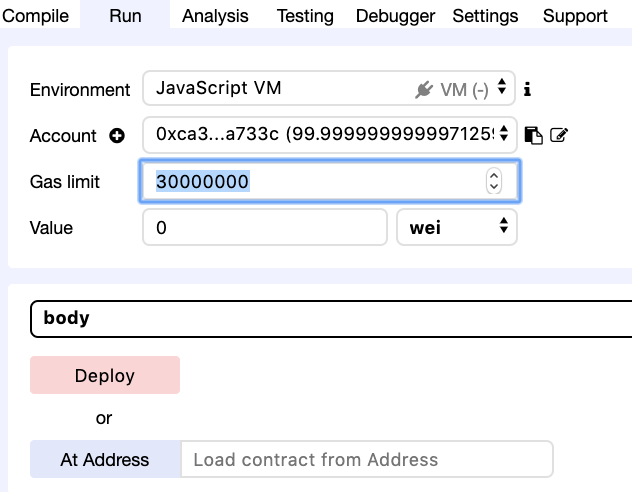 Compile Run Analysis Testing Debugger Settings Support
Environment JavaScript VM VM (-) i
Account 0xca3...a733c (99.9999999999971259
Gas limit 30000000
Value 0 wei
body
Deploy
or
At Address Load contract from Address